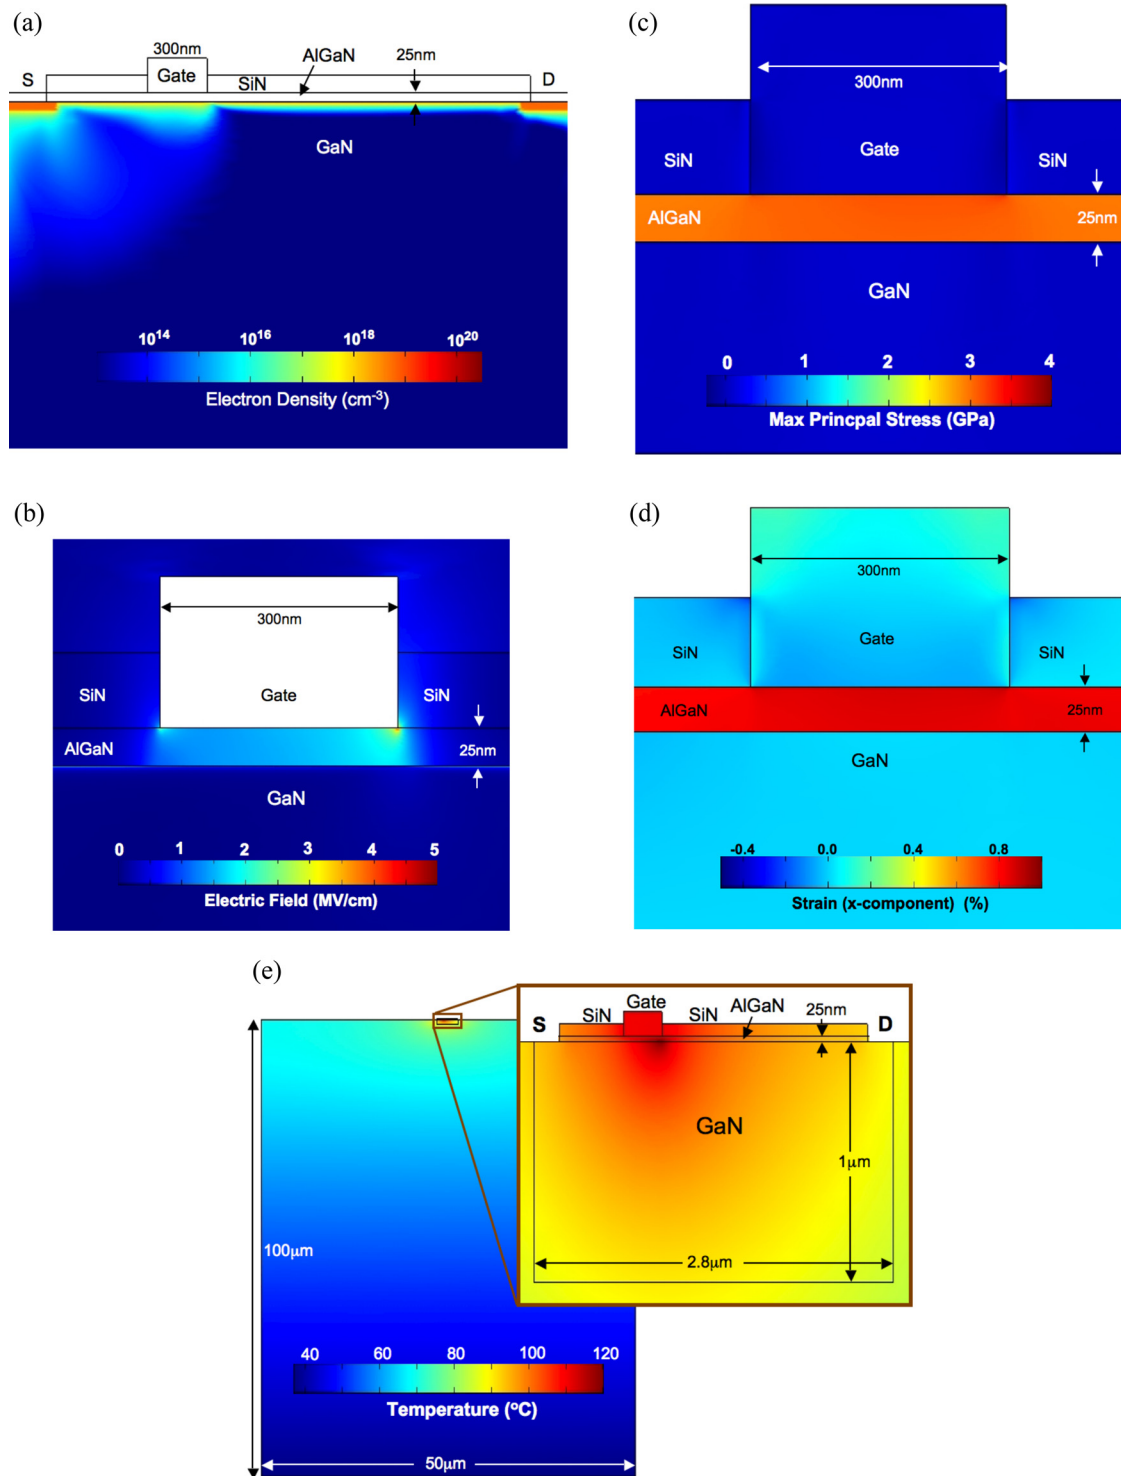 (a)
300nm
AlGaN
25nm
S
Gate
SiN
D
GaN
10^14 10^16 10^18 10^20
Electron Density (cm^-3)
(c)
300nm
SiN
Gate
SiN
AlGaN
25nm
GaN
0 1 2 3 4
Max Princpal Stress (GPa)
(b)
300nm
SiN
Gate
SiN
AlGaN
25nm
GaN
0 1 2 3 4 5
Electric Field (MV/cm)
(d)
300nm
Gate
SiN
SiN
AlGaN
25nm
GaN
-0.4 0.0 0.4 0.8
Strain (x-component) (%)
(e)
Gate
SiN
SiN
AlGaN
25nm
S
D
GaN
1μm
2.8μm
100μm
40 60 80 100 120
Temperature (°C)
50μm